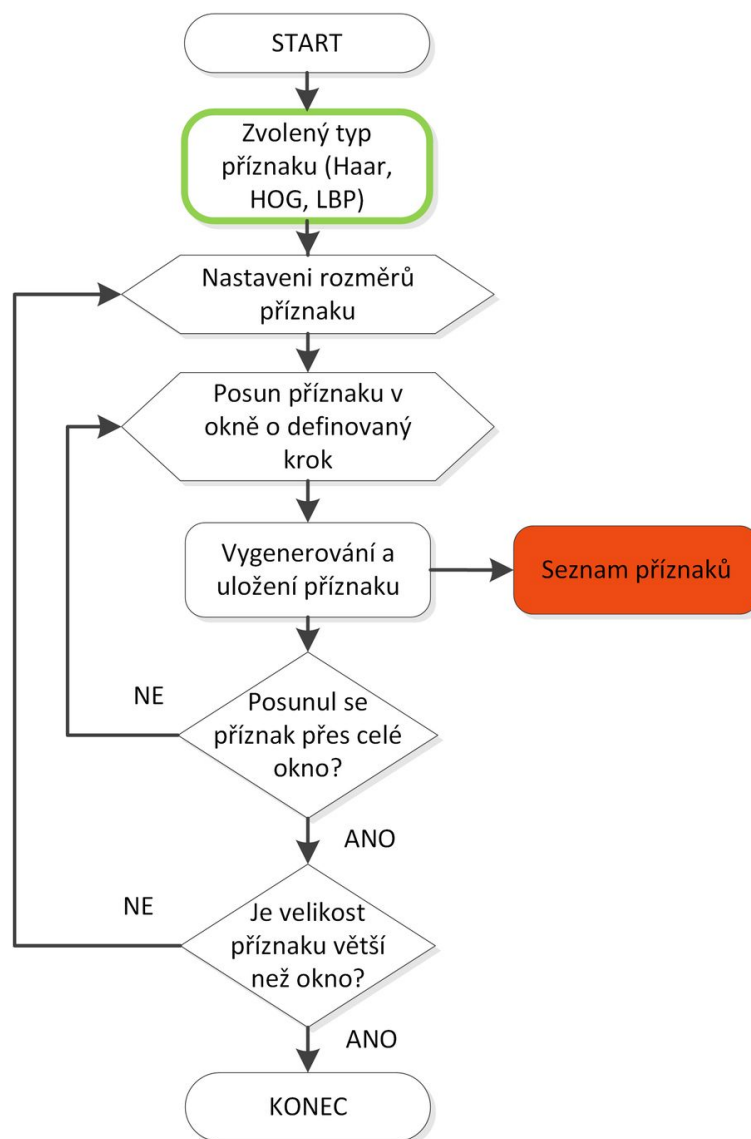 START
Zvolený typ
příznaku (Haar,
HOG, LBP)
Nastaveni rozměrů
příznaku
Posun příznaku v
okně o definovaný
krok
Vygenerování a
uložení příznaku
Seznam příznaků
NE
Posunul se
příznak přes celé
okno?
ANO
NE
Je velikost
příznaku větší
než okno?
ANO
KONEC